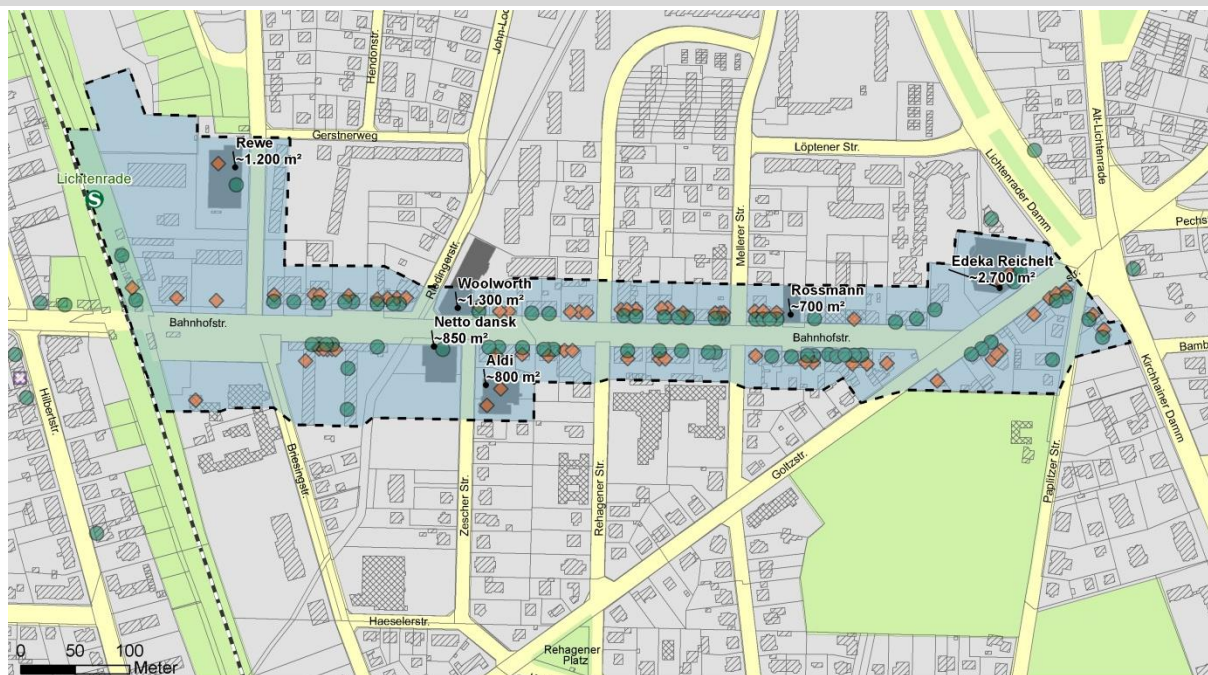 Hendonstr.
John-Loc
Gerstnerweg
Rewe
~1.200 m²
Löptener Str.
Lichtenrader Damm
Alt-Lichtenrade
Lichtenrade
S
Mellerer Str.
Pechst
Riedingerstr.
Edeka Reichelt
~2.700 m²
Woolworth
~1.300 m²
Rossmann
~700 m²
Str.
Bahnhofstr.
Netto dansk
~850 m²
Bahnhofstr.
Bamb
Aldi
~800 m²
Kirchhainer Damm
Hilbertstr.
Briesingstr.
Zescher Str.
Rehagener Str.
Goltzstr.
Paplitzer Str.
Haeselerstr.
Rehagener
Platz
0 50 100
Meter